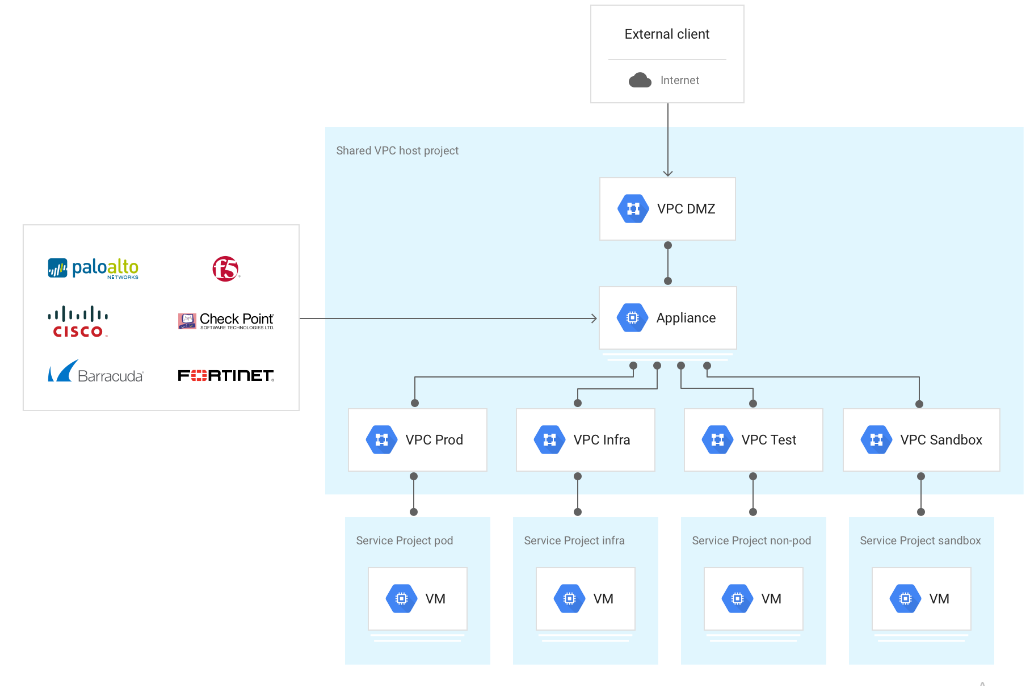 External client
Internet
Shared VPC host project
VPC DMZ
paloalto
NETWORKS
f5
CISCO
Check Point
SOFTWARE TECHNOLOGIES LTD.
Barracuda
FORTINET
Appliance
VPC Prod
VPC Infra
VPC Test
VPC Sandbox
Service Project pod
Service Project infra
Service Project non-pod
Service Project sandbox
VM
VM
VM
VM